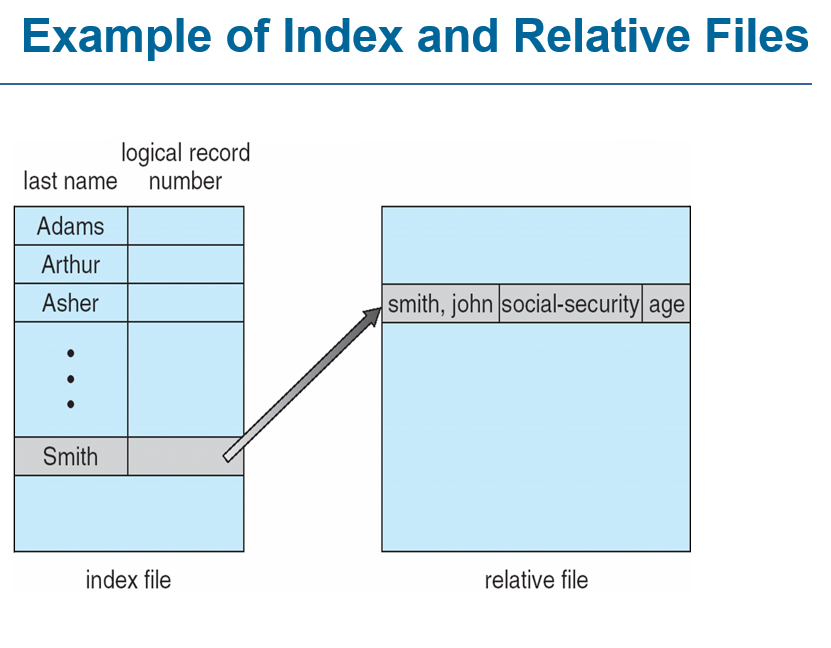 Example of Index and Relative Files
logical record
last name number
Adams
Arthur
Asher
smith, john social-security age
Smith
index file
relative file